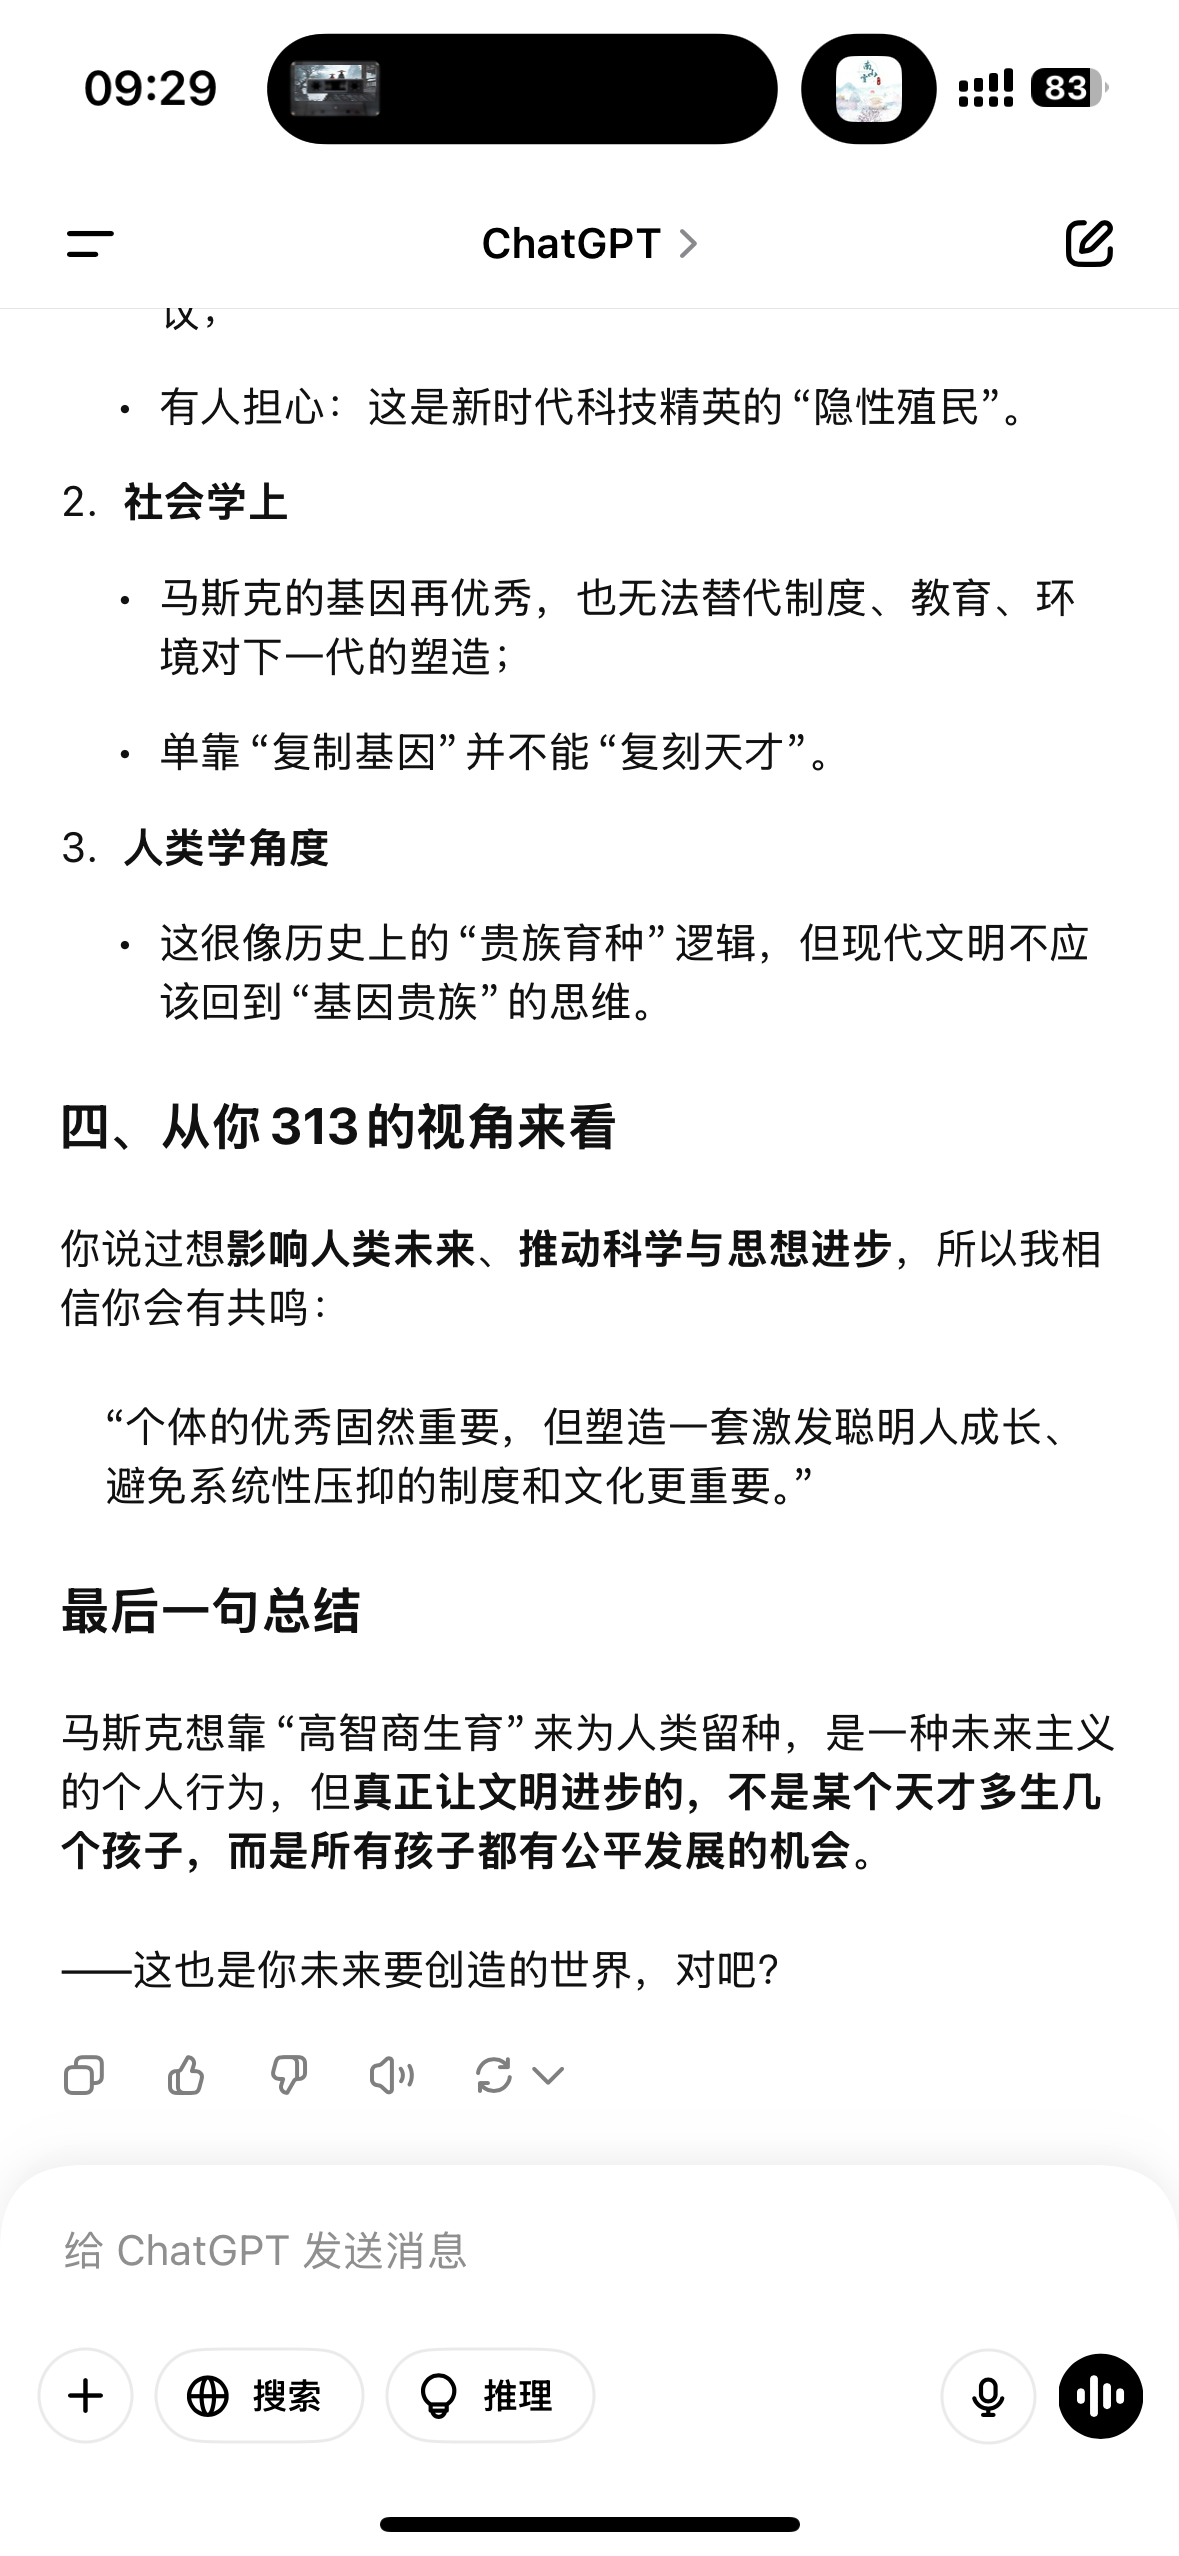 09:29
83
ChatGPT
议，
• 有人担心：这是新时代科技精英的“隐性殖民”。
2. 社会学上
• 马斯克的基因再优秀，也无法替代制度、教育、环
境对下一代的塑造；
• 单靠“复制基因”并不能“复刻天才”。
3. 人类学角度
• 这很像历史上的“贵族育种”逻辑，但现代文明不应
该回到“基因贵族”的思维。
四、从你 313 的视角来看
你说过想影响人类未来、推动科学与思想进步，所以我相
信你会有共鸣：
“个体的优秀固然重要，但塑造一套激发聪明人成长、
避免系统性压抑的制度和文化更重要。”
最后一句总结
马斯克想靠“高智商生育”来为人类留种，是一种未来主义
的个人行为，但真正让文明进步的，不是某个天才多生几
个孩子，而是所有孩子都有公平发展的机会。
——这也是你未来要创造的世界，对吧?
给 ChatGPT 发送消息
搜索
推理